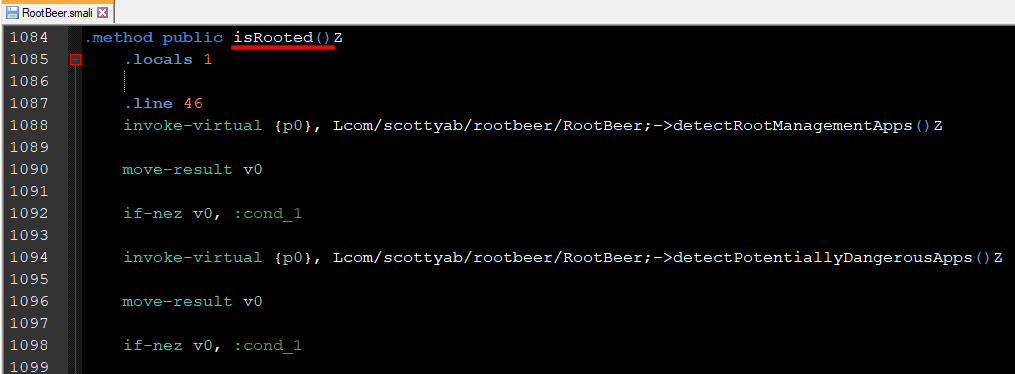 RootBeer.smali
1084 .method public isRooted()Z
1085 .locals 1
1086
1087 .line 46
1088 invoke-virtual {p0}, Lcom/scottyab/rootbeer/RootBeer;->detectRootManagementApps()Z
1089
1090 move-result v0
1091
1092 if-nez v0, :cond_1
1093
1094 invoke-virtual {p0}, Lcom/scottyab/rootbeer/RootBeer;->detectPotentiallyDangerousApps()Z
1095
1096 move-result v0
1097
1098 if-nez v0, :cond_1
1099